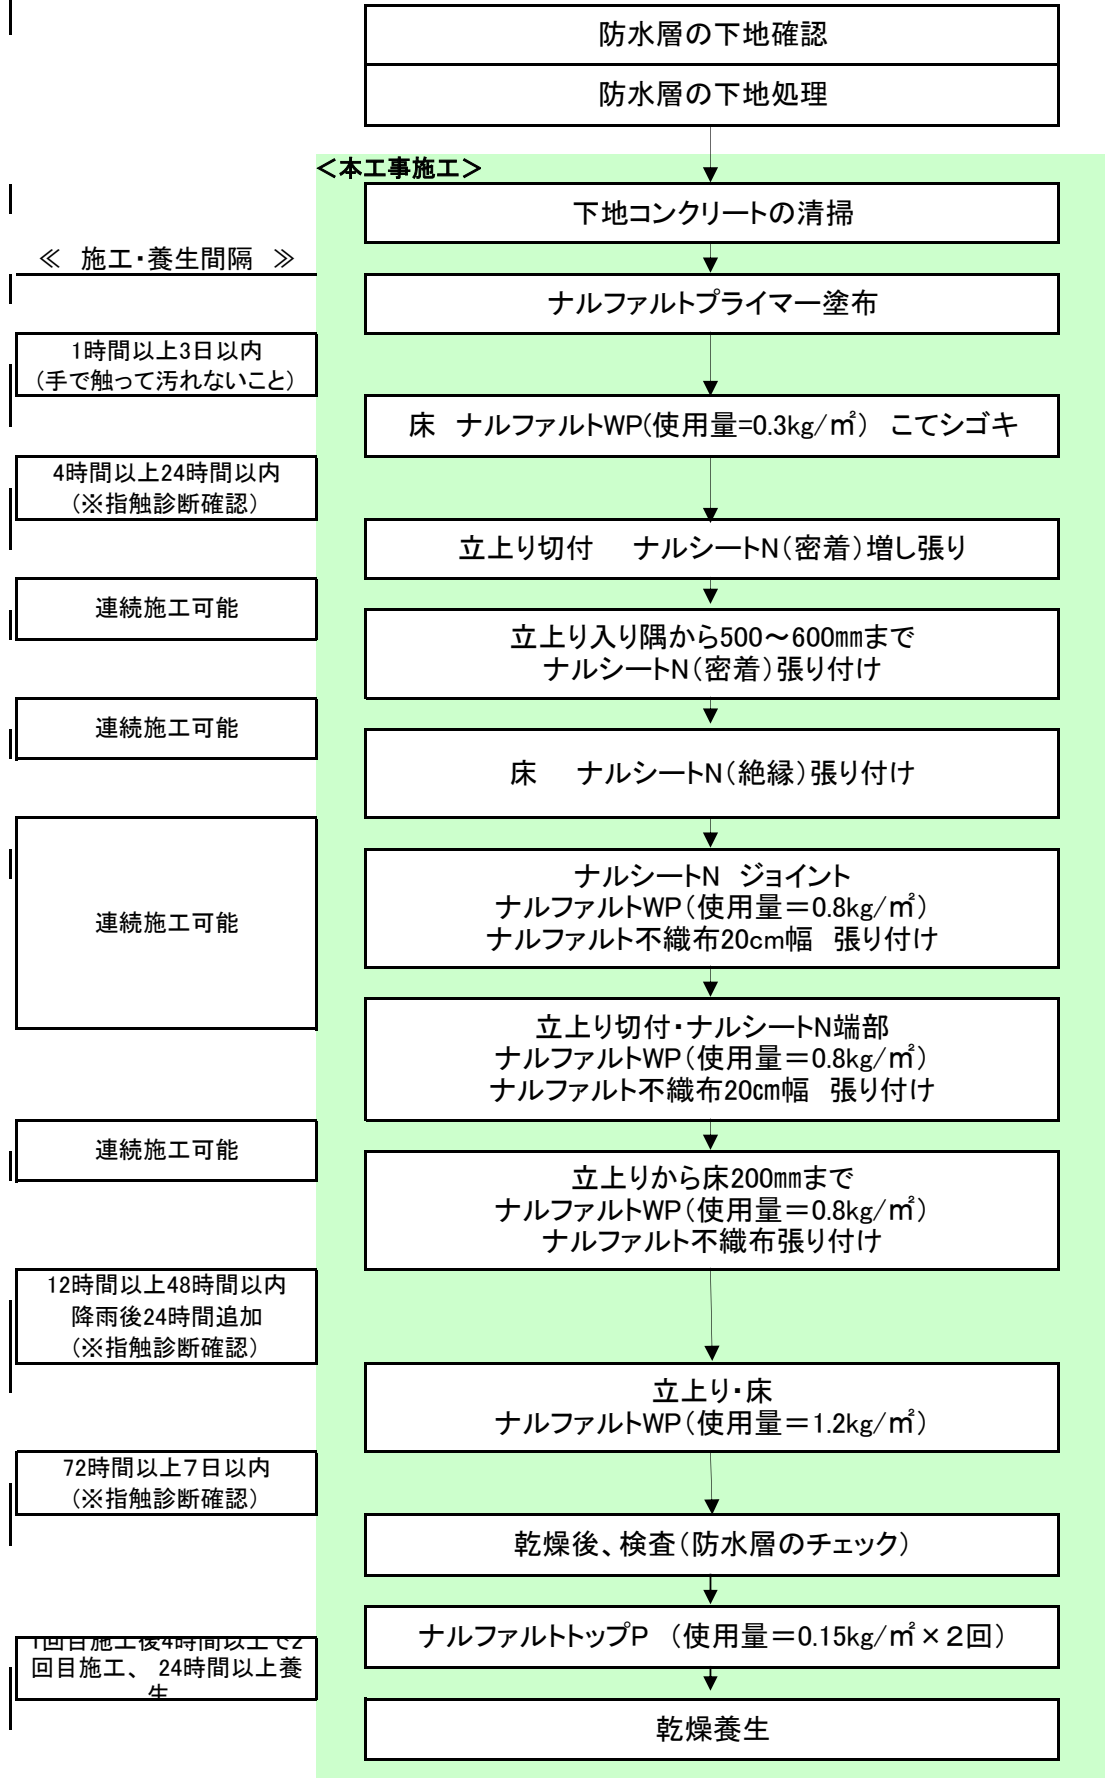 防水層の下地確認
防水層の下地処理
＜本工事施工＞
下地コンクリートの清掃
≪　施工・養生間隔　≫
ナルファルトプライマー塗布
1時間以上3日以内
(手で触って汚れないこと)
床　ナルファルトWP(使用量=0.3kg/㎡)　こてシゴキ
4時間以上24時間以内
(※指触診断確認)
立上り切付　ナルシートN(密着)増し張り
連続施工可能
立上り入り隅から500～600㎜まで
ナルシートN(密着)張り付け
連続施工可能
床　ナルシートN(絶縁)張り付け
連続施工可能
ナルシートN　ジョイント
ナルファルトWP(使用量＝0.8kg/㎡)
ナルファルト不織布20cm幅　張り付け
立上り切付・ナルシートN端部
ナルファルトWP(使用量＝0.8kg/㎡)
ナルファルト不織布20㎝幅　張り付け
連続施工可能
立上りから床200㎜まで
ナルファルトWP(使用量＝0.8kg/㎡)
ナルファルト不織布張り付け
12時間以上48時間以内
降雨後24時間追加
(※指触診断確認)
立上り・床
ナルファルトWP(使用量＝1.2kg/㎡)
72時間以上７日以内
(※指触診断確認)
乾燥後、検査(防水層のチェック)
ナルファルトトップP　(使用量＝0.15kg/㎡×２回)
1回目施工後4時間以上で2
回目施工、 24時間以上養
生
乾燥養生